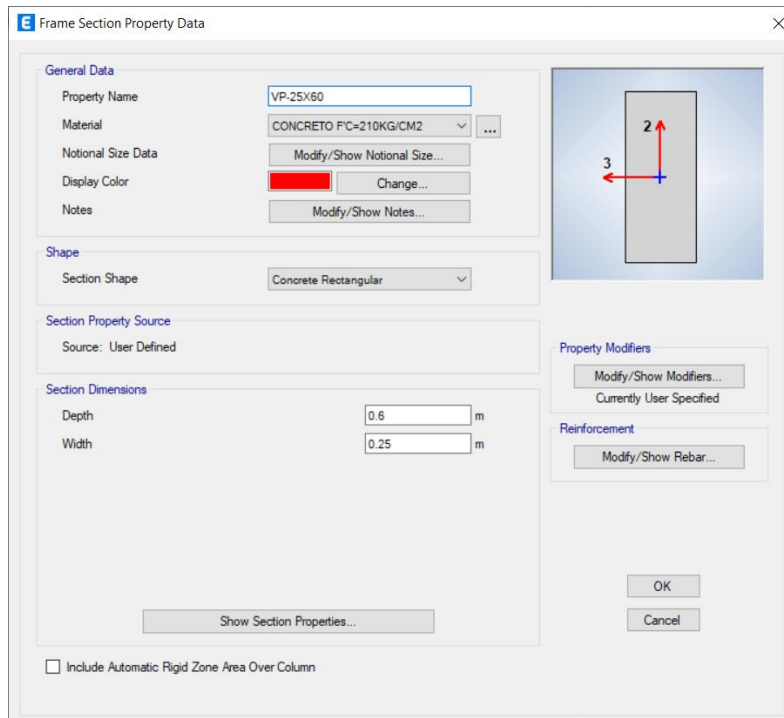 E Frame Section Property Data
General Data
Property Name VP-25X60
Material CONCRETO F'C=210KG/CM2 ...
Notional Size Data Modify/Show Notional Size...
Display Color Change...
Notes Modify/Show Notes...
2
3
Shape
Section Shape Concrete Rectangular
Section Property Source
Source: User Defined
Property Modifiers
Modify/Show Modifiers...
Currently User Specified
Section Dimensions
Depth 0.6 m
Width 0.25 m
Reinforcement
Modify/Show Rebar...
OK
Show Section Properties...
Cancel
Include Automatic Rigid Zone Area Over Column